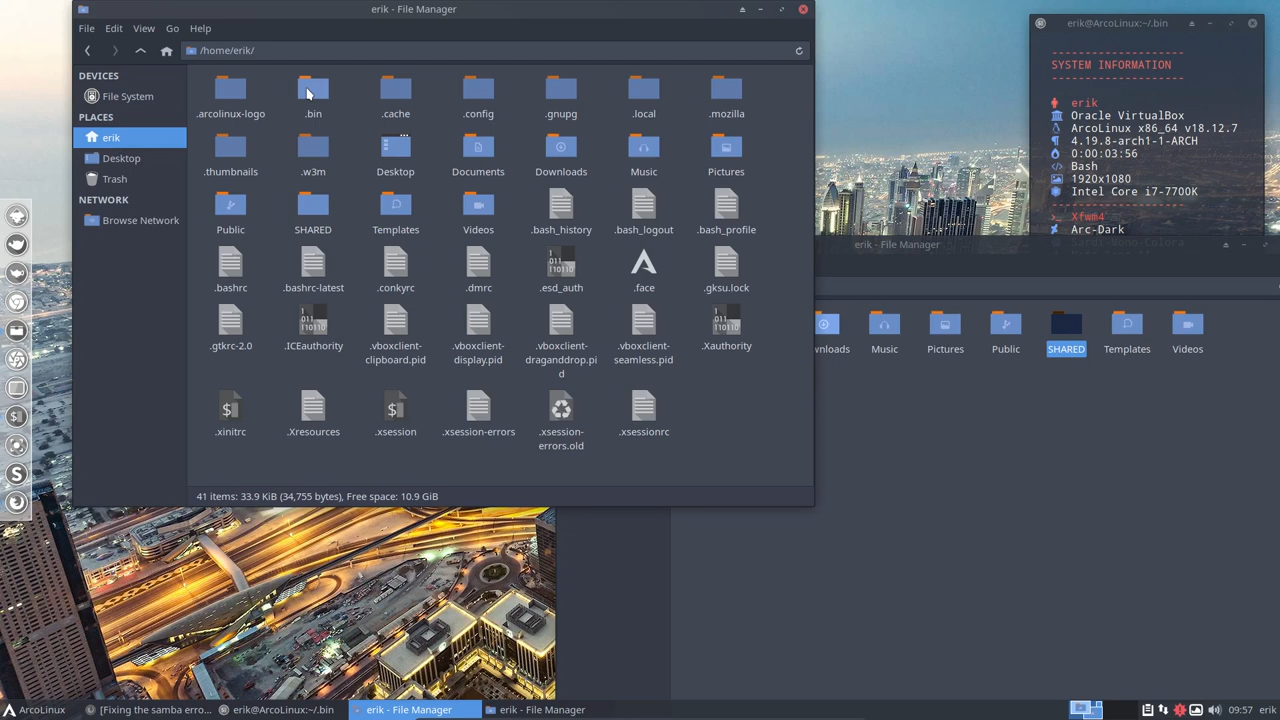 erik - File Manager
File Edit View Go Help
/home/erik/
DEVICES
File System
PLACES
erik
Desktop
Trash
NETWORK
Browse Network
.arcolinux-logo .bin .cache .config .gnupg .local .mozilla
.thumbnails .w3m Desktop Documents Downloads Music Pictures
Public SHARED Templates Videos .bash_history .bash_logout .bash_profile
.bashrc .bashrc-latest .conkyrc .dmrc .esd_auth .face .gksu.lock
.gtkrc-2.0 .ICEauthority .vboxclient-clipboard.pid .vboxclient-display.pid .vboxclient-draganddrop.pid .vboxclient-seamless.pid .Xauthority
.xinitrc .Xresources .xsession .xsession-errors .xsession-errors.old .xsessionrc
41 items: 33.9 KiB (34,755 bytes), Free space: 10.9 GiB
erik@ArcoLinux:~/.bin
SYSTEM INFORMATION
erik
Oracle VirtualBox
ArcoLinux x86_64 v18.12.7
4.19.8-arch1-1-ARCH
0:00:03:56
Bash
1920x1080
Intel Core i7-7700K
Xfwm4
Arc-Dark
erik - File Manager
wnloads Music Pictures Public SHARED Templates Videos
ArcoLinux [Fixing the samba erro... erik@ArcoLinux:~/.bin erik - File Manager erik - File Manager 09:57 erik